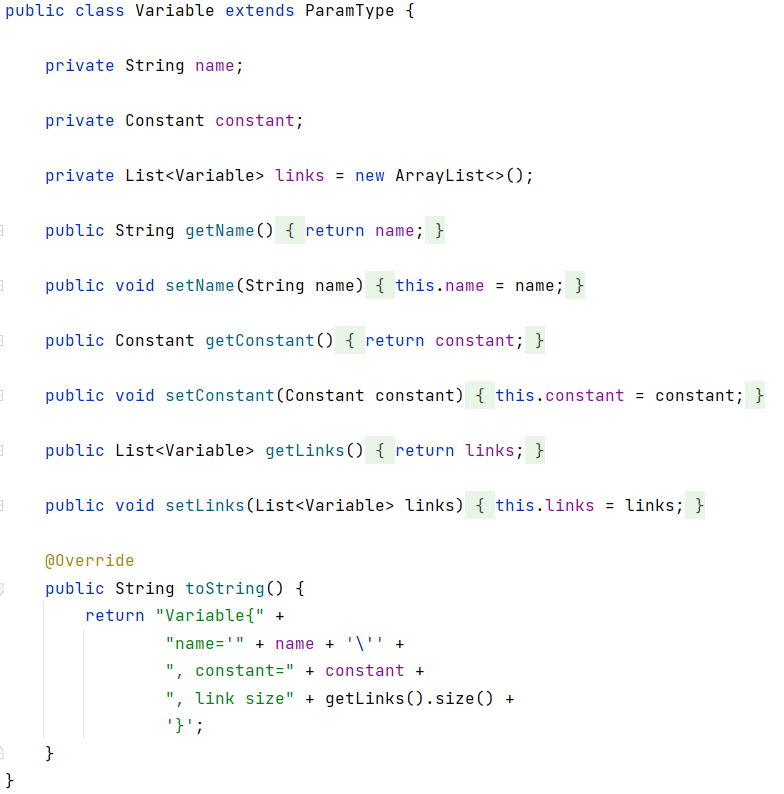 public class Variable extends ParamType {
    private String name;
    private Constant constant;
    private List<Variable> links = new ArrayList<>();
    public String getName() { return name; }
    public void setName(String name) { this.name = name; }
    public Constant getConstant() { return constant; }
    public void setConstant(Constant constant) { this.constant = constant; }
    public List<Variable> getLinks() { return links; }
    public void setLinks(List<Variable> links) { this.links = links; }
    @Override
    public String toString() {
        return "Variable{" +
                "name='" + name + '\'' +
                ", constant=" + constant +
                ", link size" + getLinks().size() +
                '}';
    }
}